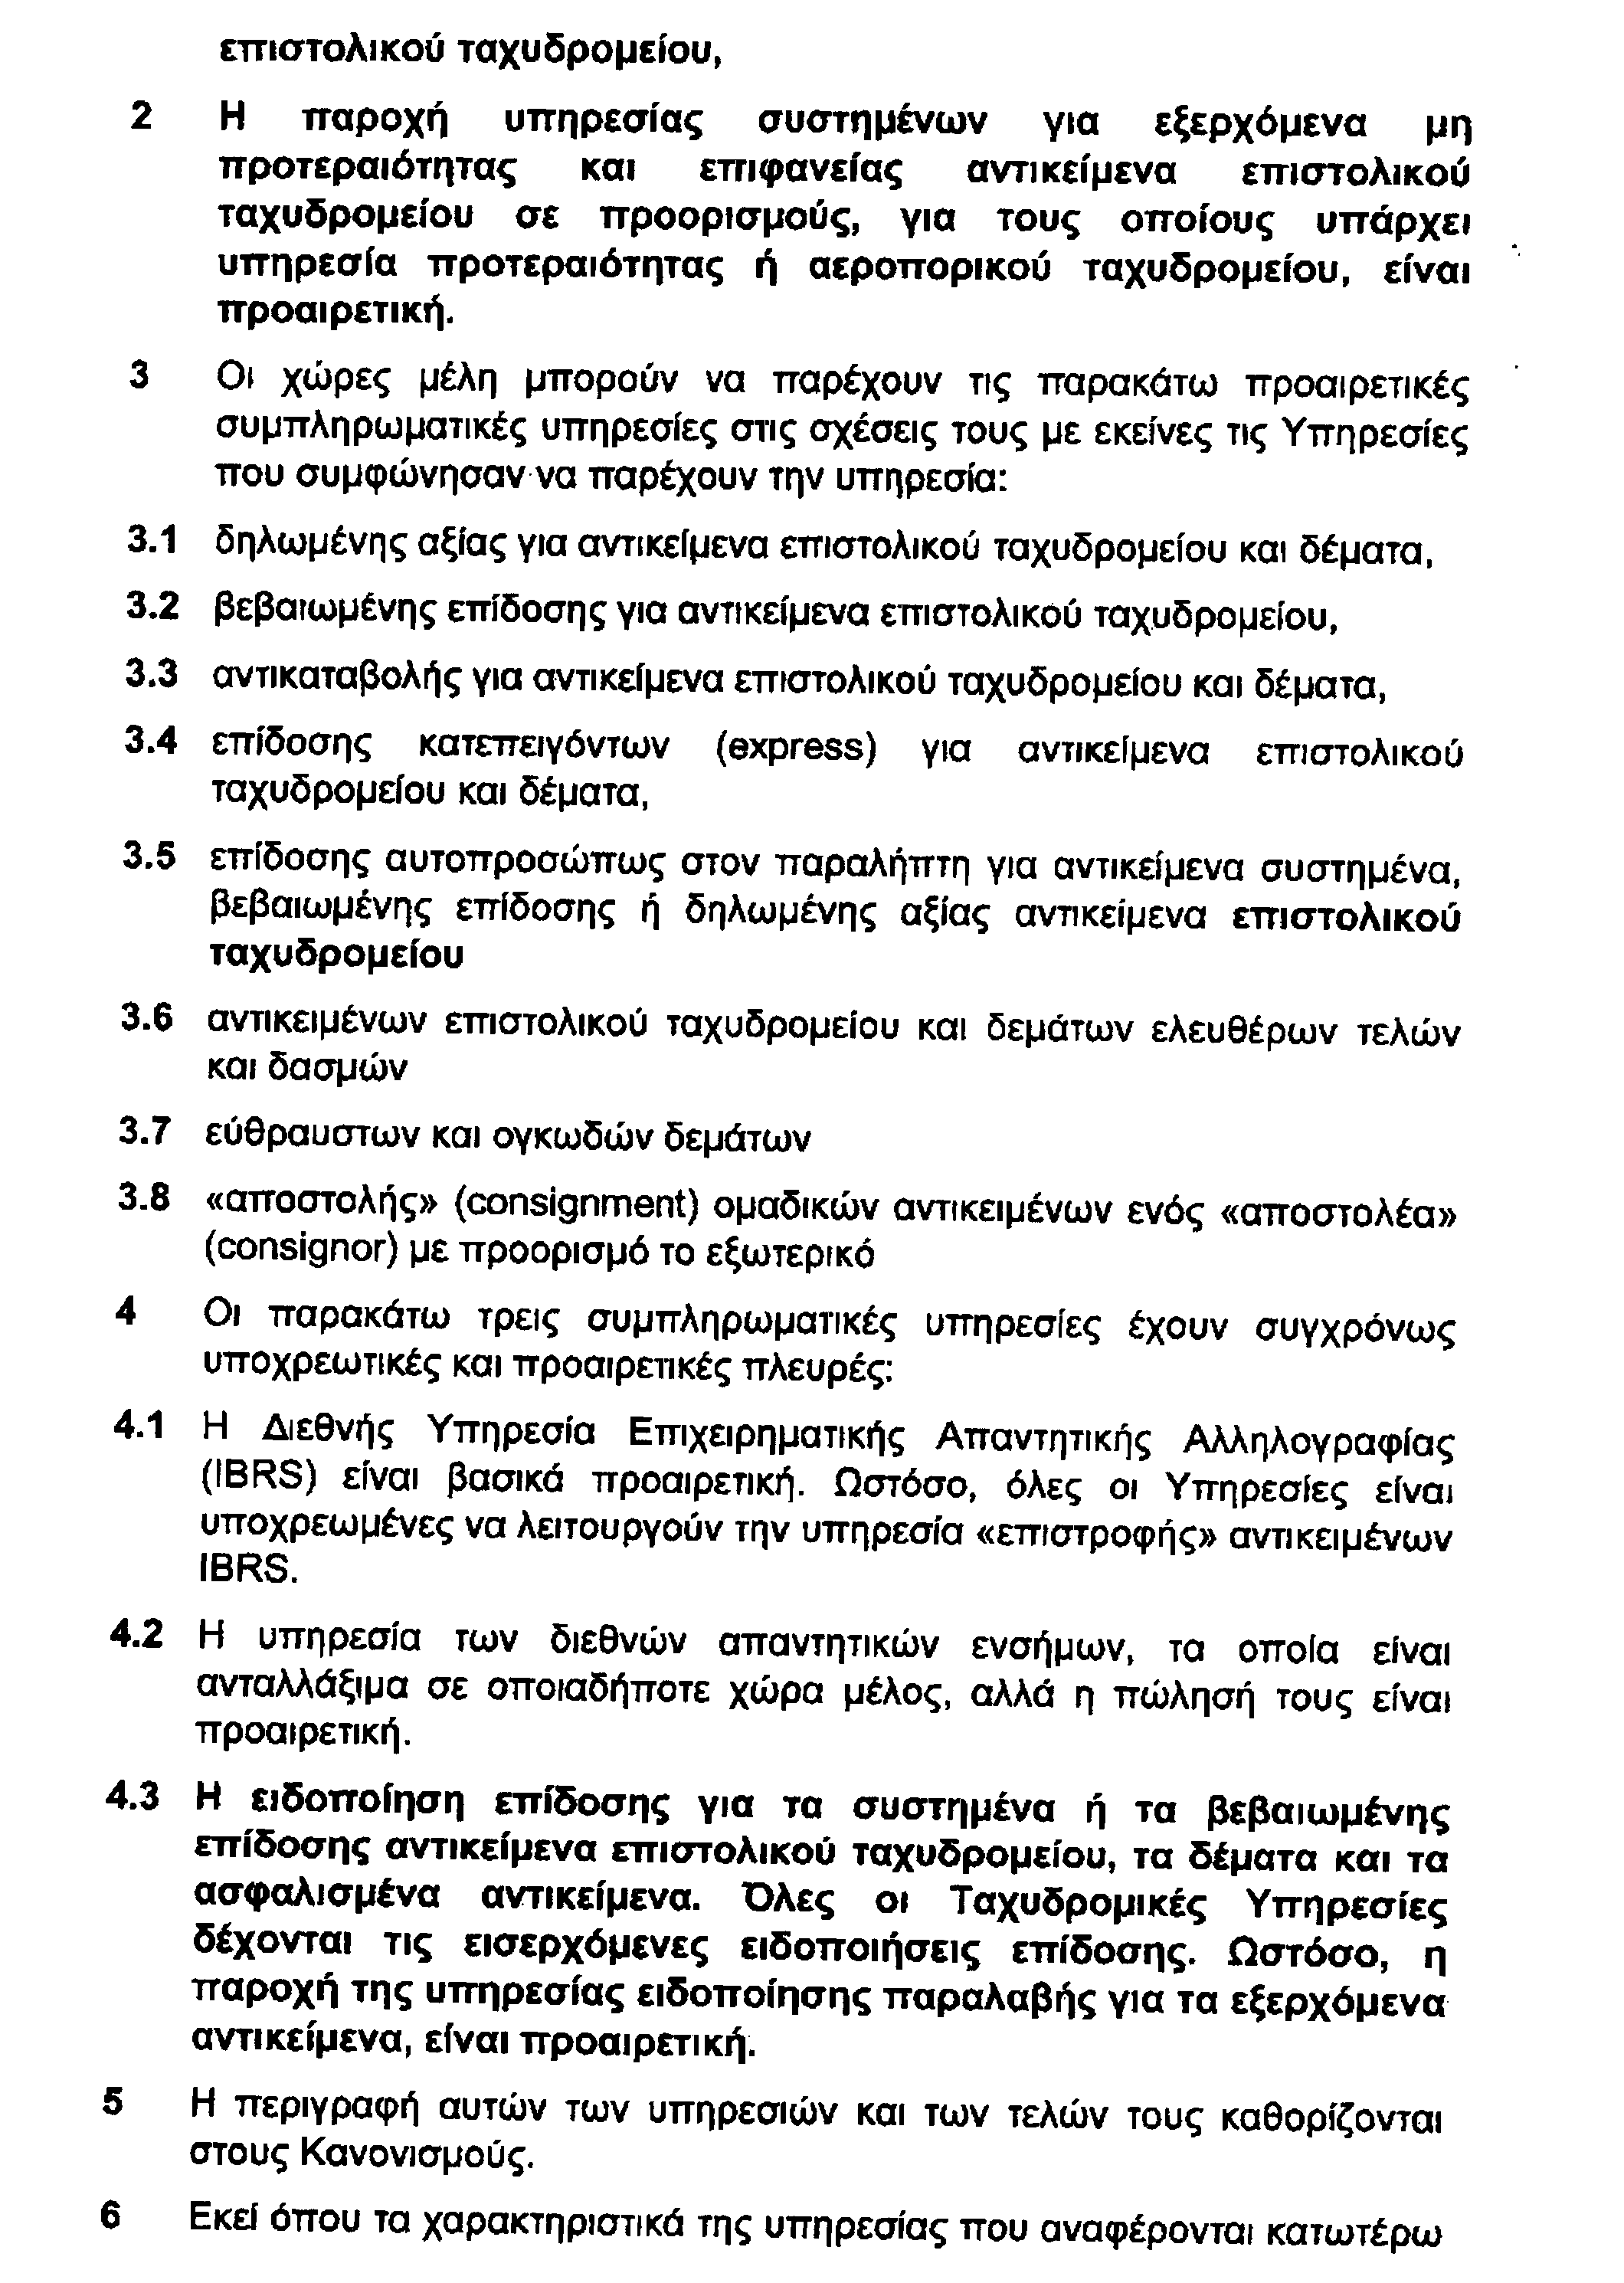 επιστολικού ταχυδρομείου,
2 Η παροχή υπηρεσίας συστημένων για εξερχόμενα μη
προτεραιότητας και επιφανείας αντικείμενα επιστολικού
ταχυδρομείου σε προορισμούς, για τους οποίους υπάρχει
υπηρεσία προτεραιότητας ή αεροπορικού ταχυδρομείου, είναι
προαιρετική.
3 Οι χώρες μέλη μπορούν να παρέχουν τις παρακάτω προαιρετικές
συμπληρωματικές υπηρεσίες στις σχέσεις τους με εκείνες τις Υπηρεσίες
που συμφώνησαν να παρέχουν την υπηρεσία:
3.1 δηλωμένης αξίας για αντικείμενα επιστολικού ταχυδρομείου και δέματα,
3.2 βεβαιωμένης επίδοσης για αντικείμενα επιστολικού ταχυδρομείου,
3.3 αντικαταβολής για αντικείμενα επιστολικού ταχυδρομείου και δέματα,
3.4 επίδοσης κατεπειγόντων (express) για αντικείμενα επιστολικού
ταχυδρομείου και δέματα,
3.5 επίδοσης αυτοπροσώπως στον παραλήπτη για αντικείμενα συστημένα,
βεβαιωμένης επίδοσης ή δηλωμένης αξίας αντικείμενα επιστολικού
ταχυδρομείου
3.6 αντικειμένων επιστολικού ταχυδρομείου και δεμάτων ελευθέρων τελών
και δασμών
3.7 εύθραυστων και ογκωδών δεμάτων
3.8 «αποστολής» (consignment) ομαδικών αντικειμένων ενός «αποστολέα»
(consignor) με προορισμό το εξωτερικό
4 Οι παρακάτω τρεις συμπληρωματικές υπηρεσίες έχουν συγχρόνως
υποχρεωτικές και προαιρετικές πλευρές:
4.1 Η Διεθνής Υπηρεσία Επιχειρηματικής Απαντητικής Αλληλογραφίας
(IBRS) είναι βασικά προαιρετική. Ωστόσο, όλες οι Υπηρεσίες είναι
υποχρεωμένες να λειτουργούν την υπηρεσία «επιστροφής» αντικειμένων
IBRS.
4.2 Η υπηρεσία των διεθνών απαντητικών ενσήμων, τα οποία είναι
ανταλλάξιμα σε οποιαδήποτε χώρα μέλος, αλλά η πώλησή τους είναι
προαιρετική.
4.3 Η ειδοποίηση επίδοσης για τα συστημένα ή τα βεβαιωμένης
επίδοσης αντικείμενα επιστολικού ταχυδρομείου, τα δέματα και τα
ασφαλισμένα αντικείμενα. Όλες οι Ταχυδρομικές Υπηρεσίες
δέχονται τις εισερχόμενες ειδοποιήσεις επίδοσης. Ωστόσο, η
παροχή της υπηρεσίας ειδοποίησης παραλαβής για τα εξερχόμενα
αντικείμενα, είναι προαιρετική.
5 Η περιγραφή αυτών των υπηρεσιών και των τελών τους καθορίζονται
στους Κανονισμούς.
6 Εκεί όπου τα χαρακτηριστικά της υπηρεσίας που αναφέρονται κατωτέρω